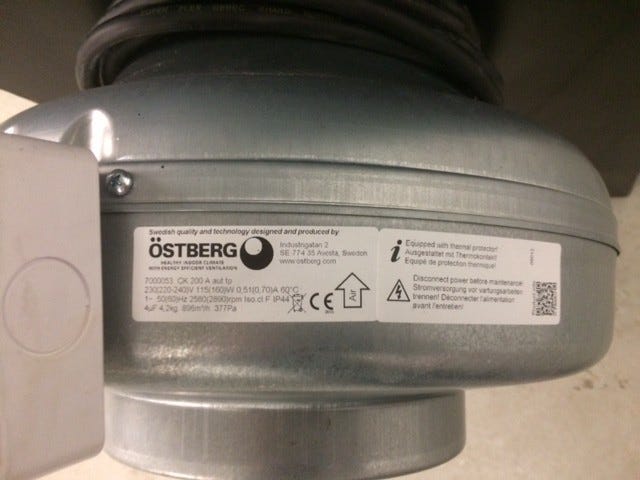 Swedish quality and technology designed and produced by
ÖSTBERG
HEALTHY INDOOR CLIMATE
WITH ENERGY EFFICIENT VENTILATION
Industrigatan 2
SE-774 35 Avesta, Sweden
www.ostberg.com
7000053 CK 200 A aut tp
230(220-240)V 115(160)W 0,51(0,70)A 60°C
1~ 50(60)Hz 2580(2890)rpm Iso.cl F IP44
4µF 4,2kg 896m³/h 377Pa
CE
Air
i
Equipped with thermal protector!
Ausgestattet mit Thermokontakt!
Equipé de protection thermique!
Disconnect power before maintenance!
Stromversorgung vor wartungsarbeiten
trennen! Déconnecter l'alimentation
avant l'entretien!